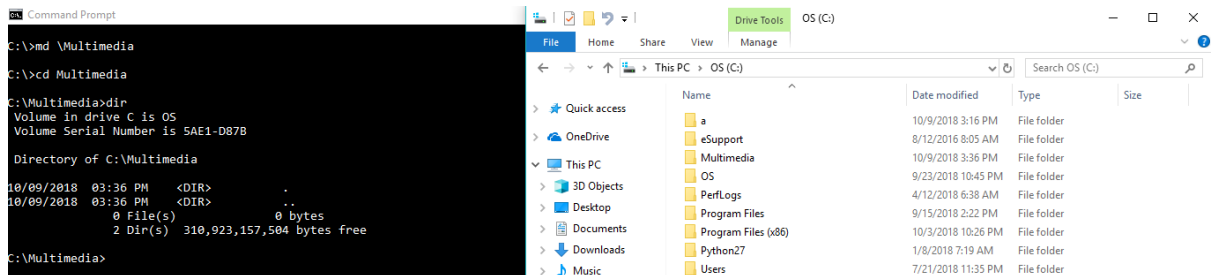 Command Prompt
C:\>md \Multimedia
C:\>cd Multimedia
C:\Multimedia>dir
Volume in drive C is OS
Volume Serial Number is 5AE1-D87B
Directory of C:\Multimedia
10/09/2018  03:36 PM    <DIR>          .
10/09/2018  03:36 PM    <DIR>          ..
0 File(s)              0 bytes
2 Dir(s)  310,923,157,504 bytes free
C:\Multimedia>
Drive Tools OS (C:)
File Home Share View Manage
This PC > OS (C:) Search OS (C:)
Quick access
OneDrive
This PC
3D Objects
Desktop
Documents
Downloads
Music
Name Date modified Type Size
a 10/9/2018 3:16 PM File folder
eSupport 8/12/2016 8:05 AM File folder
Multimedia 10/9/2018 3:36 PM File folder
OS 9/23/2018 10:45 PM File folder
PerfLogs 4/12/2018 6:38 AM File folder
Program Files 9/15/2018 2:22 PM File folder
Program Files (x86) 10/3/2018 10:26 PM File folder
Python27 1/8/2018 7:19 AM File folder
Users 7/21/2018 11:35 PM File folder